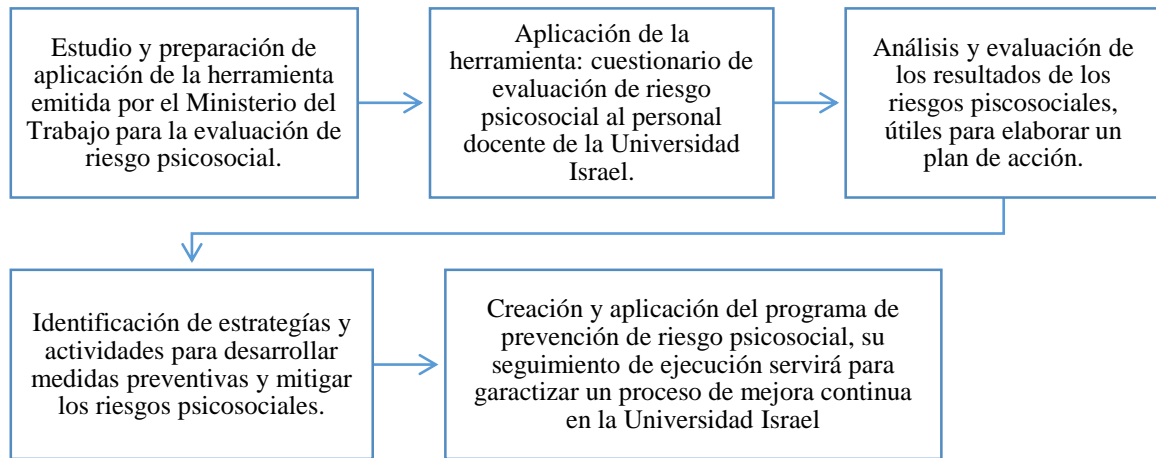 Estudio y preparación de
aplicación de la herramienta
emitida por el Ministerio del
Trabajo para la evaluación de
riesgo psicosocial.
Aplicación de la
herramienta: cuestionario de
evaluación de riesgo
psicosocial al personal
docente de la Universidad
Israel.
Análisis y evaluación de
los resultados de los
riesgos piscosociales,
útiles para elaborar un
plan de acción.
Identificación de estrategías y
actividades para desarrollar
medidas preventivas y mitigar
los riesgos psicosociales.
Creación y aplicación del programa de
prevención de riesgo psicosocial, su
seguimiento de ejecución servirá para
garactizar un proceso de mejora continua
en la Universidad Israel